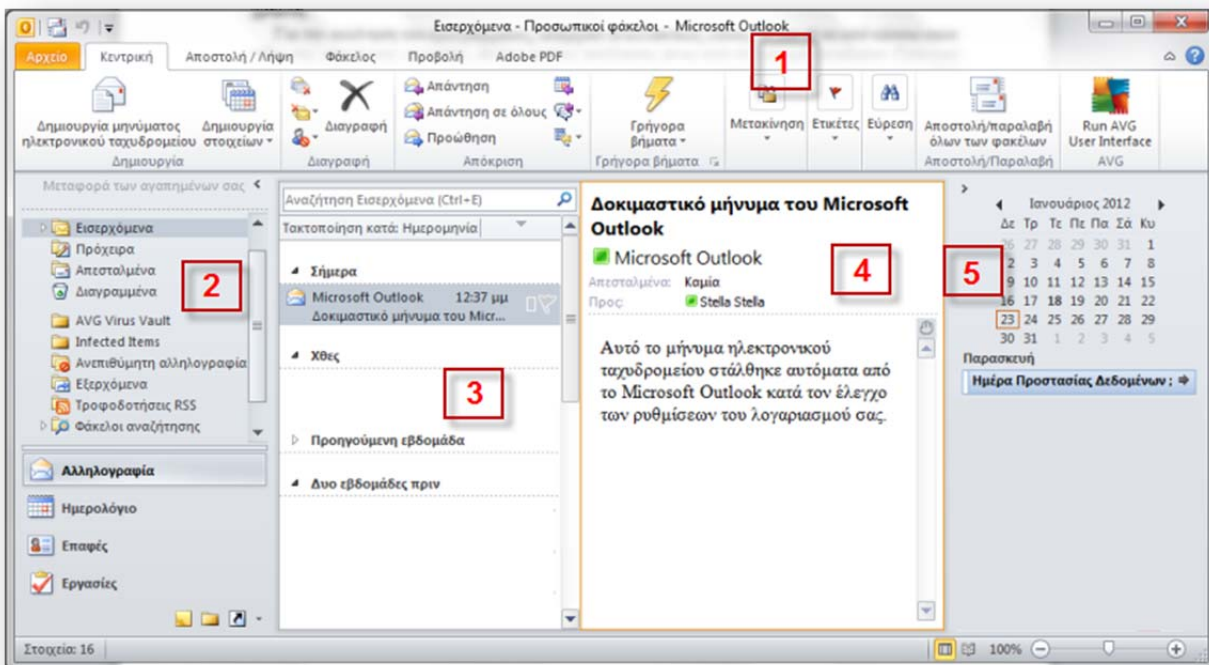 Εισερχόμενα - Προσωπικοί φάκελοι - Microsoft Outlook
Αρχείο Κεντρική Αποστολή / Λήψη Φάκελος Προβολή Adobe PDF
1
Δημιουργία μηνύματος ηλεκτρονικού ταχυδρομείου
Δημιουργία στοιχείων
Δημιουργία
Διαγραφή
Διαγραφή
Απάντηση
Απάντηση σε όλους
Προώθηση
Απόκριση
Γρήγορα βήματα
Γρήγορα βήματα
Μετακίνηση
Ετικέτες
Εύρεση
Αποστολή/παραλαβή όλων των φακέλων
Αποστολή/Παραλαβή
Run AVG User Interface
AVG
Μεταφορά των αγαπημένων σας
Εισερχόμενα
Πρόχειρα
Απεσταλμένα
Διαγραμμένα
2
AVG Virus Vault
Infected Items
Ανεπιθύμητη αλληλογραφία
Εξερχόμενα
Τροφοδοτήσεις RSS
Φάκελοι αναζήτησης
Αλληλογραφία
Ημερολόγιο
Επαφές
Εργασίες
Αναζήτηση Εισερχόμενα (Ctrl+E)
Τακτοποίηση κατά: Ημερομηνία
Σήμερα
Microsoft Outlook 12:37 μμ
Δοκιμαστικό μήνυμα του Micr...
Χθες
3
Προηγούμενη εβδομάδα
Δυο εβδομάδες πριν
Δοκιμαστικό μήνυμα του Microsoft
Outlook
Microsoft Outlook
4
Απεσταλμένα: Καμία
Προς: Stella Stella
Αυτό το μήνυμα ηλεκτρονικού
ταχυδρομείου στάλθηκε αυτόματα από
το Microsoft Outlook κατά τον έλεγχο
των ρυθμίσεων του λογαριασμού σας.
Ιανουάριος 2012
Δε Τρ Τε Πε Πα Σά Κυ
26 27 28 29 30 31 1
5
2 3 4 5 6 7 8
9 10 11 12 13 14 15
16 17 18 19 20 21 22
23 24 25 26 27 28 29
30 31 1 2 3 4 5
Παρασκευή
Ημέρα Προστασίας Δεδομένων ;
Στοιχεία: 16
100%